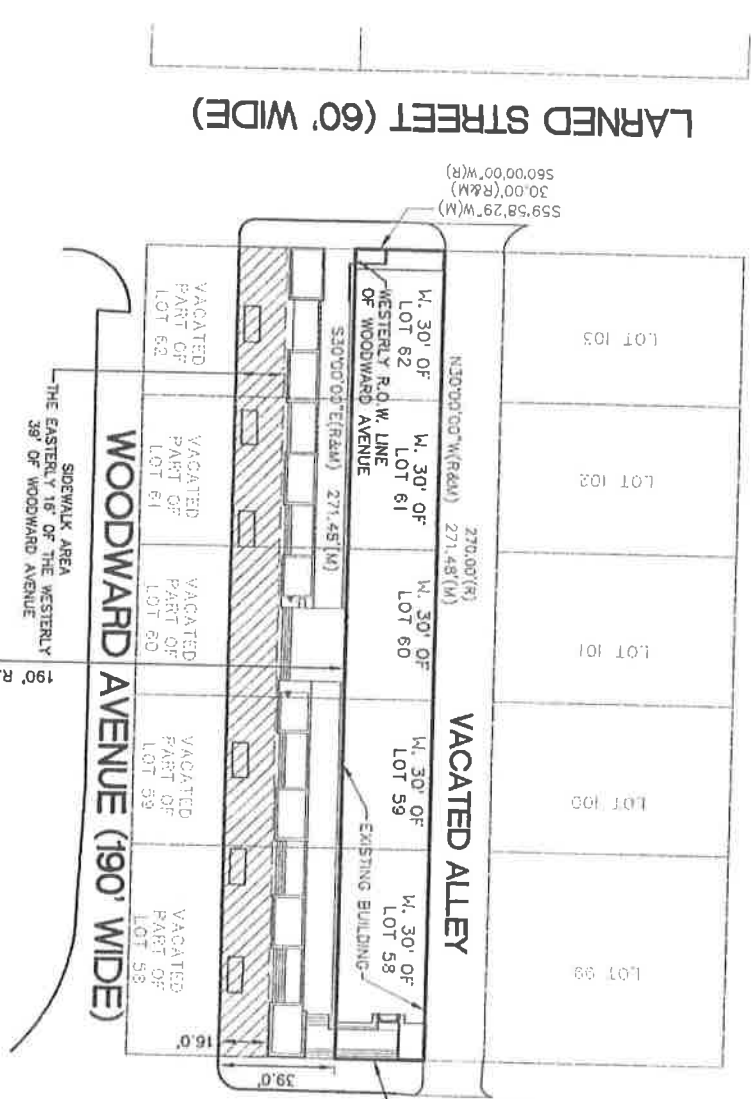 LARNED STREET (60' WIDE)
S59°58'29"W(M)
30.00'(R&M)
S60°00'00"W(R)
LOT 103
LOT 102
LOT 101
LOT 100
LOT 99
N30°00'00"W(R&M)
270.00'(R)
271.48'(M)
VACATED ALLEY
W. 30' OF
LOT 62
W. 30' OF
LOT 61
W. 30' OF
LOT 60
W. 30' OF
LOT 59
W. 30' OF
LOT 58
WESTERLY R.O.W. LINE
OF WOODWARD AVENUE
EXISTING BUILDING
S30°00'00"E(R&M) 271.48'(M)
VACATED
PART OF
LOT 62
VACATED
PART OF
LOT 61
VACATED
PART OF
LOT 60
VACATED
PART OF
LOT 59
VACATED
PART OF
LOT 58
16.0'
39.0'
WOODWARD AVENUE (190' WIDE)
SIDEWALK AREA
THE EASTERLY 16' OF THE WESTERLY
39' OF WOODWARD AVENUE
190' R.